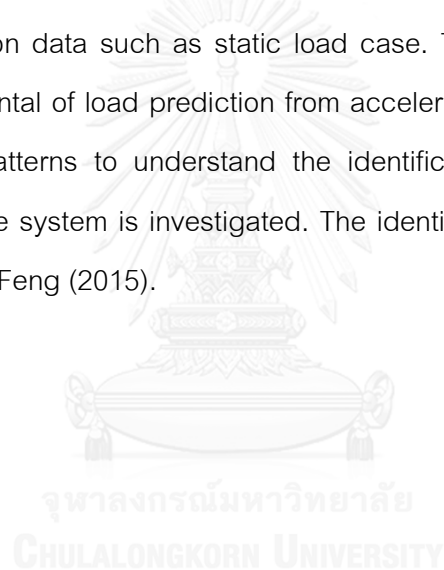 on data such as static load case.
ntal of load prediction from acceler
atterns to understand the identific
e system is investigated. The identi
Feng (2015).
จุฬาลงกรณ์มหาวิทยาลัย
CHULALONGKORN UNIVERSITY